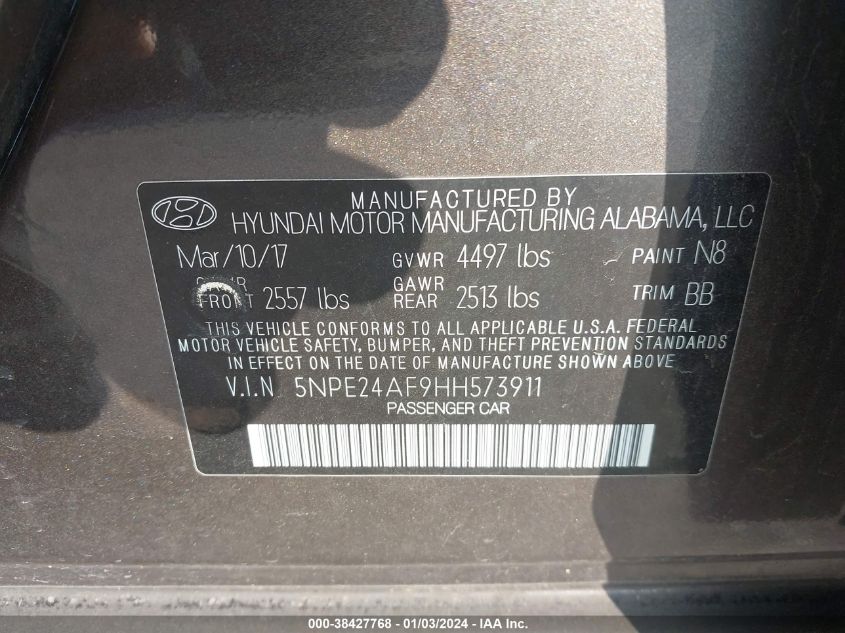 MANUFACTURED BY
HYUNDAI MOTOR MANUFACTURING ALABAMA, LLC
Mar/10/17 GVWR 4497 lbs PAINT N8
GAWR
FRONT 2557 lbs GAWR REAR 2513 lbs TRIM BB
THIS VEHICLE CONFORMS TO ALL APPLICABLE U.S.A. FEDERAL
MOTOR VEHICLE SAFETY, BUMPER, AND THEFT PREVENTION STANDARDS
IN EFFECT ON THE DATE OF MANUFACTURE SHOWN ABOVE.
V.I.N 5NPE24AF9HH573911
PASSENGER CAR
000-38427768 - 01/03/2024 - IAA Inc.